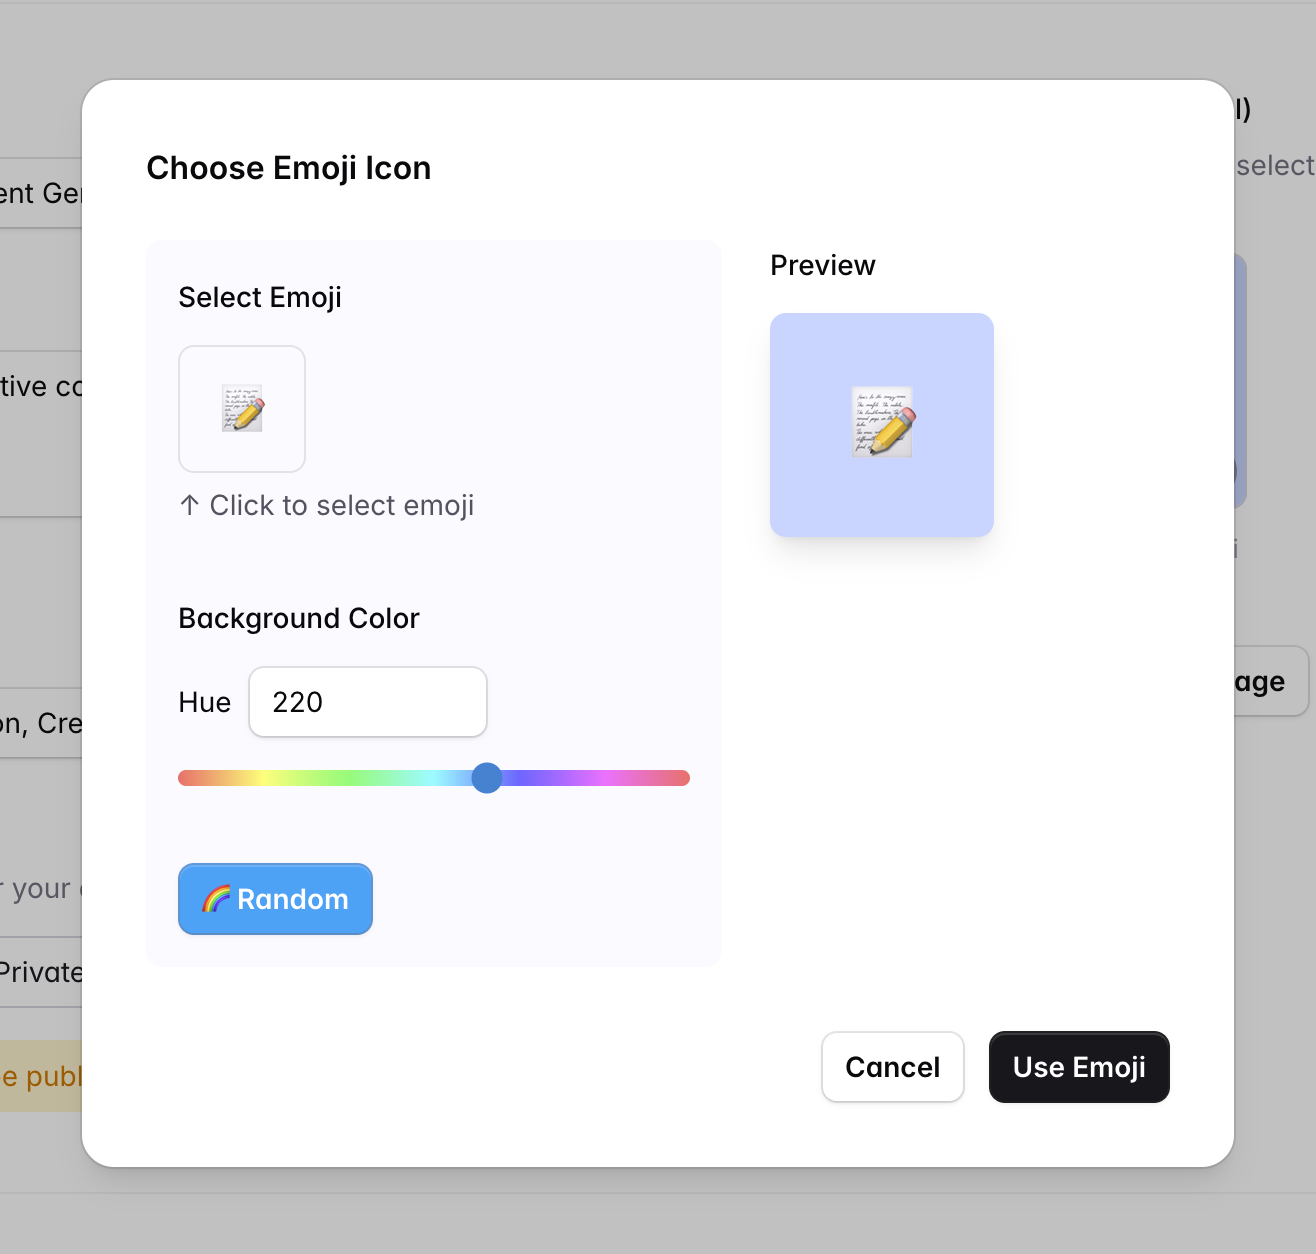 l)
select
ent Ge
Choose Emoji Icon
Select Emoji
Preview
tive co
↑ Click to select emoji
i
Background Color
Hue 220
age
on, Cre
🌈 Random
r your
Private
e publ
Cancel
Use Emoji